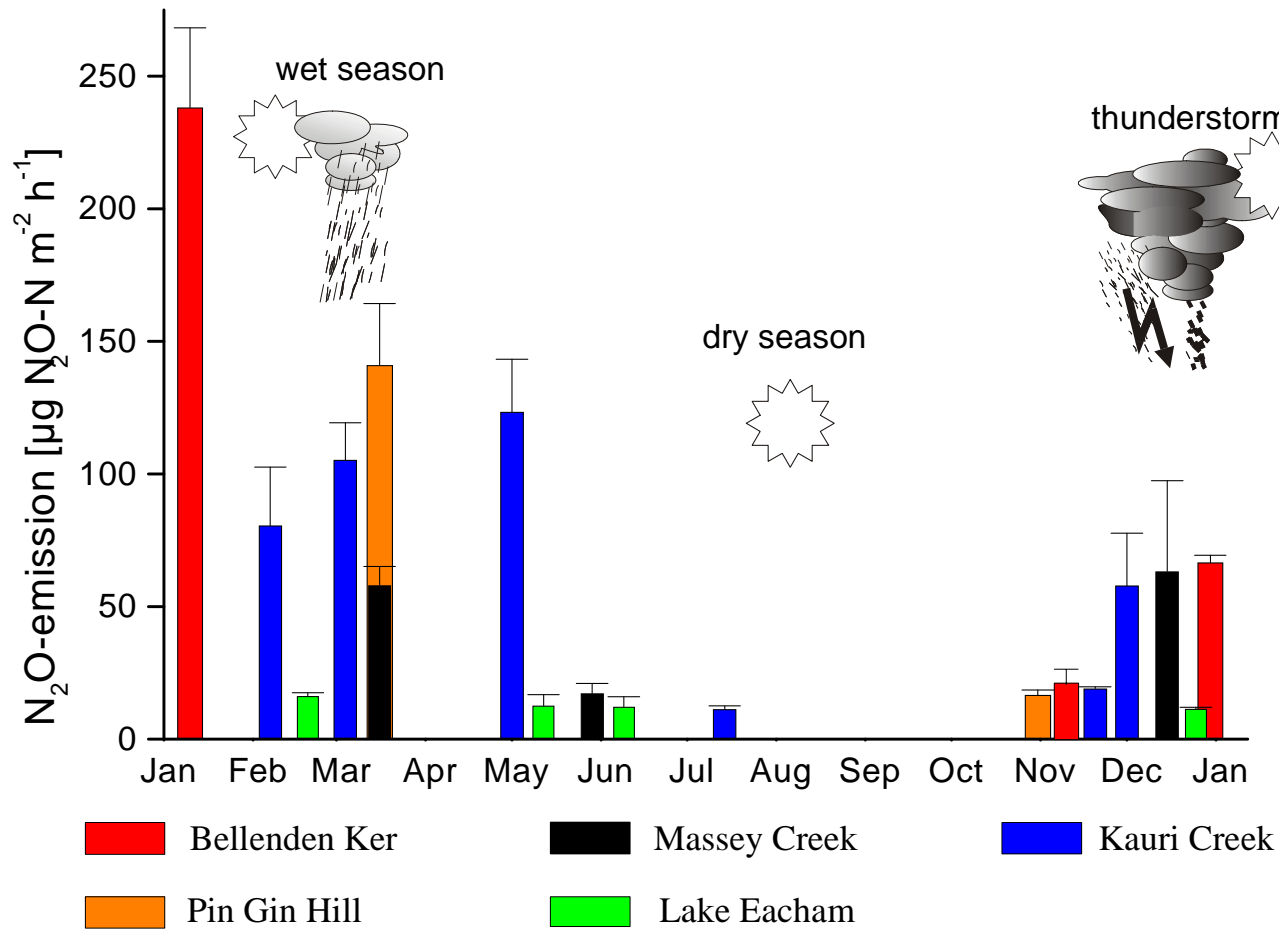 N₂O-emission [µg N₂O-N m⁻² h⁻¹]
250
200
150
100
50
0
wet season
dry season
thunderstorm
Jan Feb Mar Apr May Jun Jul Aug Sep Oct Nov Dec Jan
Bellenden Ker Massey Creek Kauri Creek
Pin Gin Hill Lake Eacham